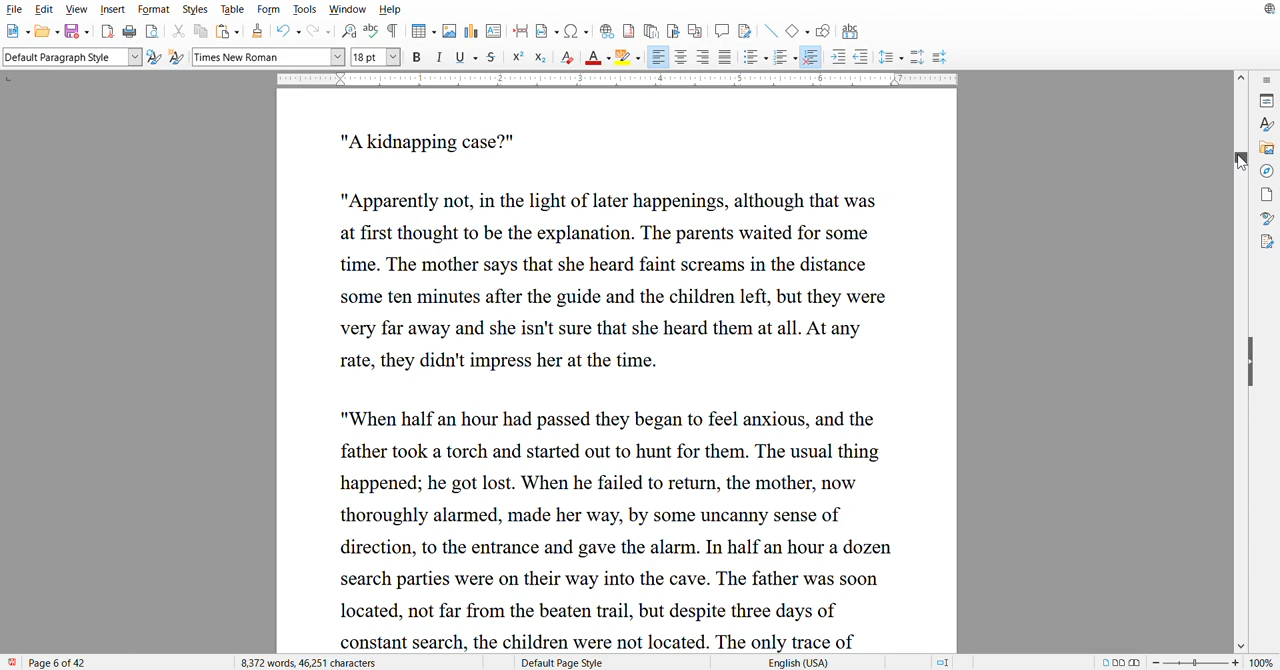 File Edit View Insert Format Styles Table Form Tools Window Help
Default Paragraph Style Times New Roman 18 pt
1 2 3 4 5 6 7
"A kidnapping case?"
"Apparently not, in the light of later happenings, although that was
at first thought to be the explanation. The parents waited for some
time. The mother says that she heard faint screams in the distance
some ten minutes after the guide and the children left, but they were
very far away and she isn't sure that she heard them at all. At any
rate, they didn't impress her at the time.
"When half an hour had passed they began to feel anxious, and the
father took a torch and started out to hunt for them. The usual thing
happened; he got lost. When he failed to return, the mother, now
thoroughly alarmed, made her way, by some uncanny sense of
direction, to the entrance and gave the alarm. In half an hour a dozen
search parties were on their way into the cave. The father was soon
located, not far from the beaten trail, but despite three days of
constant search, the children were not located. The only trace of
Page 6 of 42 8,372 words, 46,251 characters Default Page Style English (USA) 100%